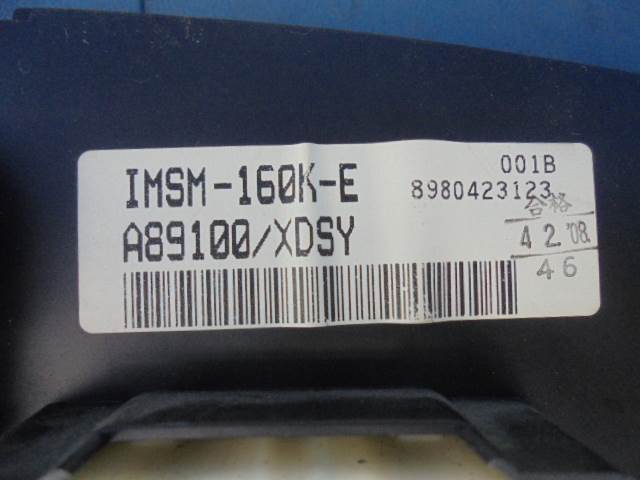 IMSM-160K-E
001B
8980423123
A89100/XDSY
合格
4 2.'08.
46